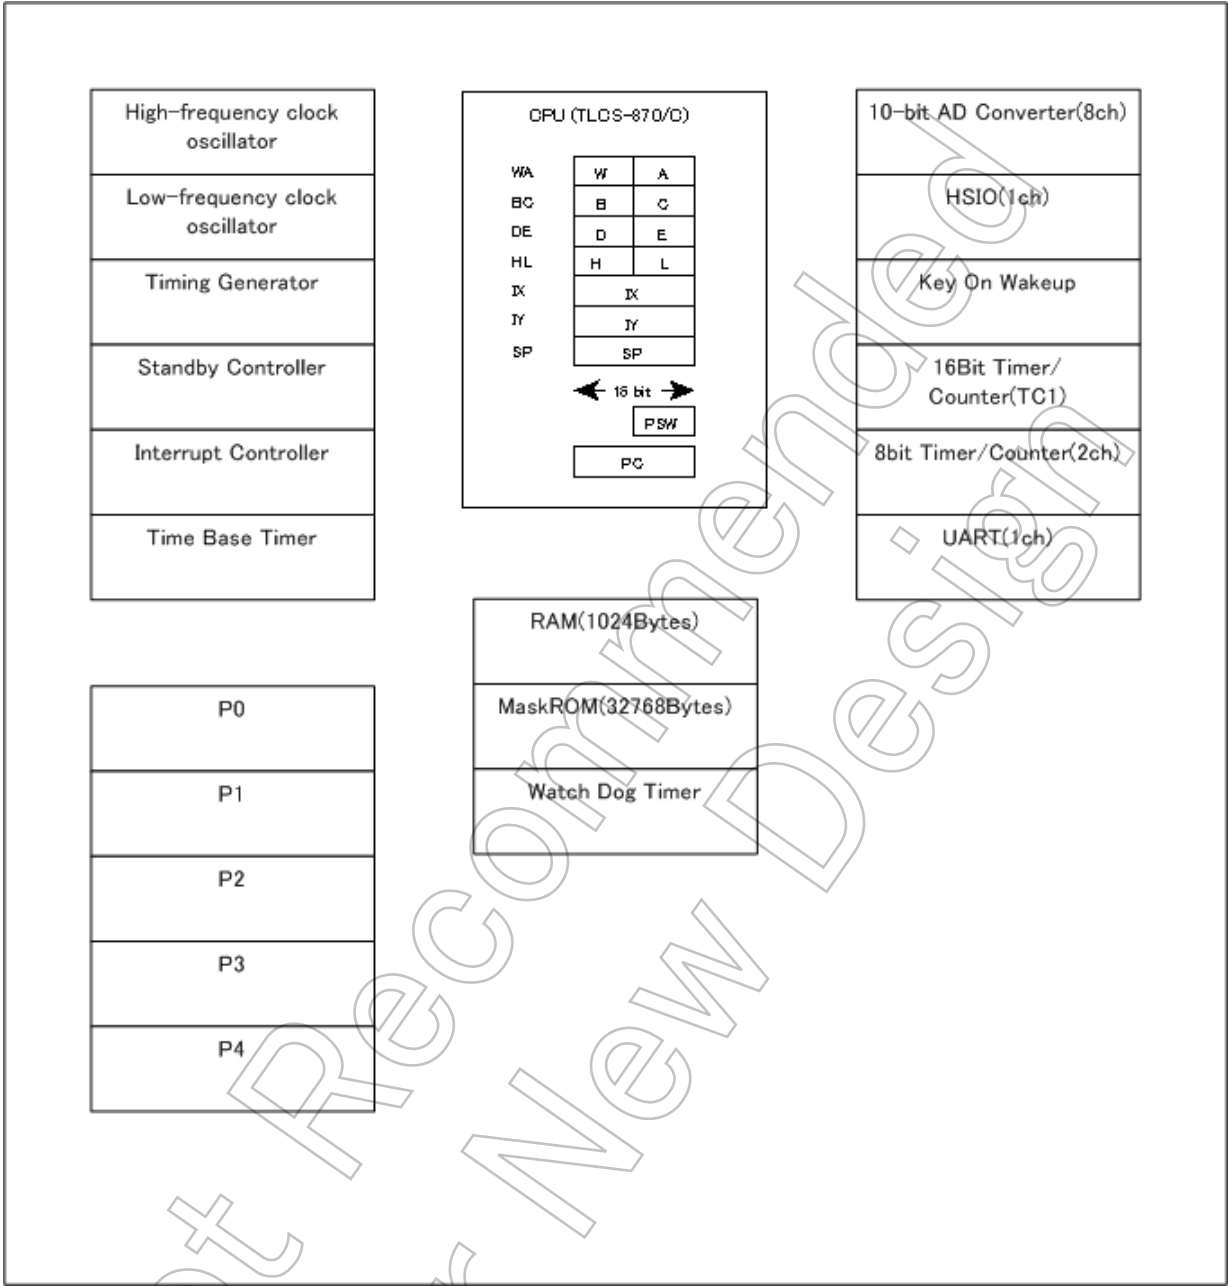 High-frequency clock
oscillator
Low-frequency clock
oscillator
Timing Generator
Standby Controller
Interrupt Controller
Time Base Timer
CPU (TLCS-870/C)
WA W A
BC B C
DE D E
HL H L
IX IX
IY IY
SP SP
16 bit
PSW
PC
10-bit AD Converter(8ch)
HSIO(1ch)
Key On Wakeup
16Bit Timer/
Counter(TC1)
8bit Timer/Counter(2ch)
UART(1ch)
RAM(1024Bytes)
MaskROM(32768Bytes)
Watch Dog Timer
P0
P1
P2
P3
P4
Recommended
New Design